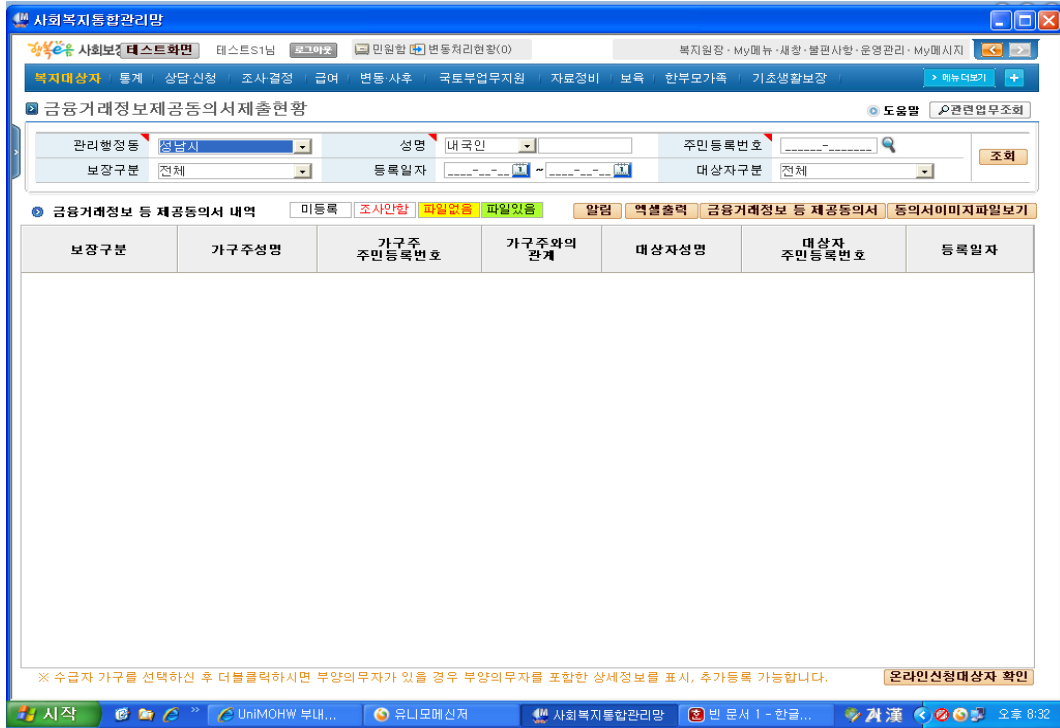 사회복지통합관리망
행복e음 사회보장 테스트화면 테스트S1님 로그아웃 민원함 변동처리현황(0) 복지원장 · My메뉴 · 새창 · 불편사항 · 운영관리 · My메시지
복지대상자 통계 상담·신청 조사·결정 급여 변동·사후 국토부업무지원 자료정비 보육 한부모가족 기초생활보장 > 메뉴더보기 +
금융거래정보제공동의서제출현황 도움말 관련업무조회
관리행정동 성남시 성명 내국인 주민등록번호 ______-_______ 조회
보장구분 전체 등록일자 ____-__-__ ~ ____-__-__ 대상자구분 전체
금융거래정보 등 제공동의서 내역 미등록 조사안함 파일없음 파일있음 알림 엑셀출력 금융거래정보 등 제공동의서 동의서이미지파일보기
보장구분 가구주성명 가구주 주민등록번호 가구주와의 관계 대상자성명 대상자 주민등록번호 등록일자
※ 수급자 가구를 선택하신 후 더블클릭하시면 부양의무자가 있을 경우 부양의무자를 포함한 상세정보를 표시, 추가등록 가능합니다. 온라인신청대상자 확인
시작 UniMOHW 부내... 유니모메신저 사회복지통합관리망 빈 문서 1 - 한글... 가 漢 오후 8:32